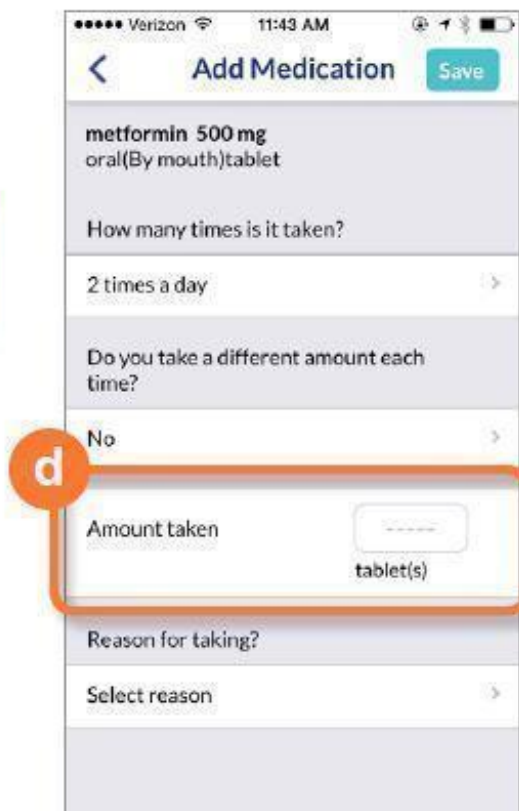 Verizon 11:43 AM
Add Medication Save
metformin 500 mg
oral(By mouth)tablet
How many times is it taken?
2 times a day
Do you take a different amount each
time?
No
d
Amount taken -----
tablet(s)
Reason for taking?
Select reason